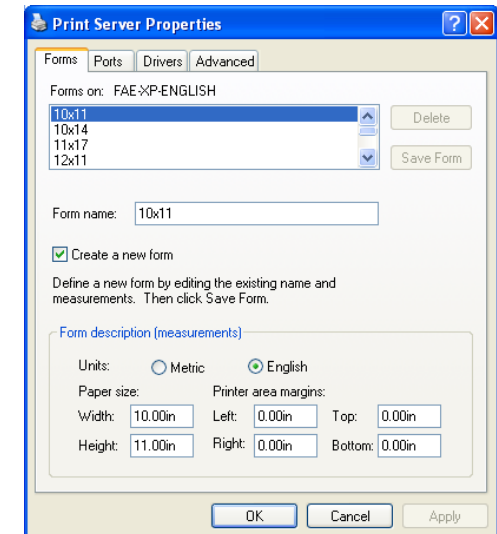 Print Server Properties
Forms Ports Drivers Advanced
Forms on: FAE-XP-ENGLISH
10x11
10x14
11x17
12x11
Delete
Save Form
Form name: 10x11
Create a new form
Define a new form by editing the existing name and
measurements. Then click Save Form.
Form description (measurements)
Units: Metric English
Paper size: Printer area margins:
Width: 10.00in Left: 0.00in Top: 0.00in
Height: 11.00in Right: 0.00in Bottom: 0.00in
OK Cancel Apply